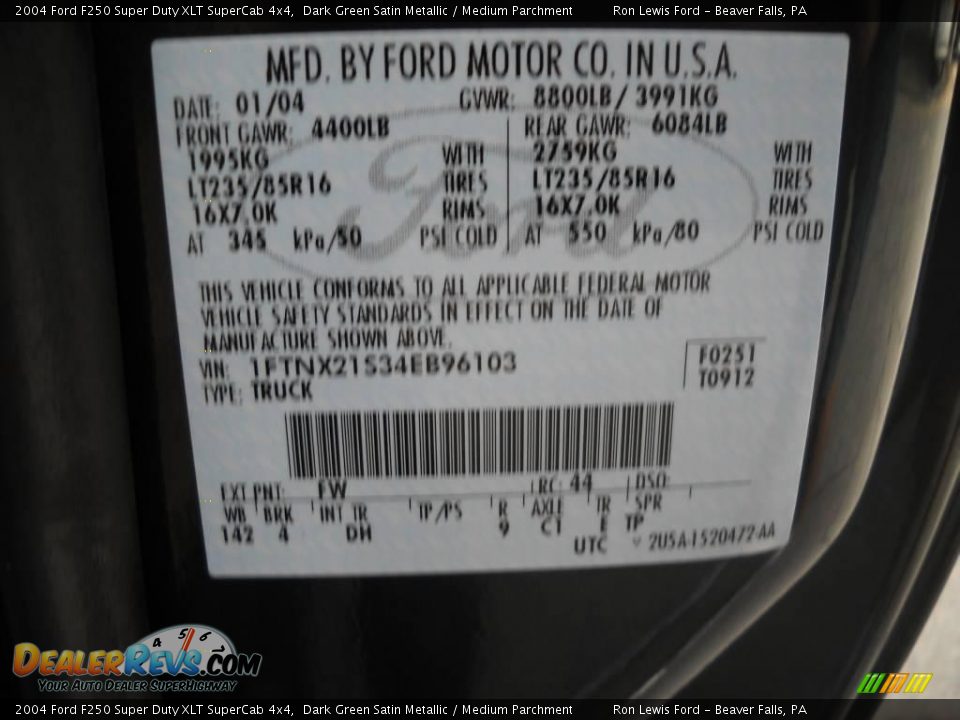 2004 Ford F250 Super Duty XLT SuperCab 4x4, Dark Green Satin Metallic / Medium Parchment Ron Lewis Ford - Beaver Falls, PA
MFD. BY FORD MOTOR CO. IN U.S.A.
DATE: 01/04 GVWR: 8800LB/ 3991KG
FRONT GAWR: 4400LB REAR GAWR: 6084LB
1995KG WITH 2759KG WITH
LT235/85R16 TIRES LT235/85R16 TIRES
16X7.0K RIMS 16X7.0K RIMS
AT 345 kPa/50 PSI COLD AT 550 kPa/80 PSI COLD
Ford
THIS VEHICLE CONFORMS TO ALL APPLICABLE FEDERAL MOTOR
VEHICLE SAFETY STANDARDS IN EFFECT ON THE DATE OF
MANUFACTURE SHOWN ABOVE.
VIN: 1FTNX21S34EB96103 F0251
TYPE: TRUCK T0912
EXT PNT: FW RC: 44 DSO:
WB BRK INT TR TP/PS R AXLE TR SPR
142 4 DH 9 C1 E TP
UTC 2U5A-1520472-AA
4 5 6
DEALERREVS.COM
YOUR AUTO DEALER SUPERHIGHWAY
2004 Ford F250 Super Duty XLT SuperCab 4x4, Dark Green Satin Metallic / Medium Parchment Ron Lewis Ford - Beaver Falls, PA